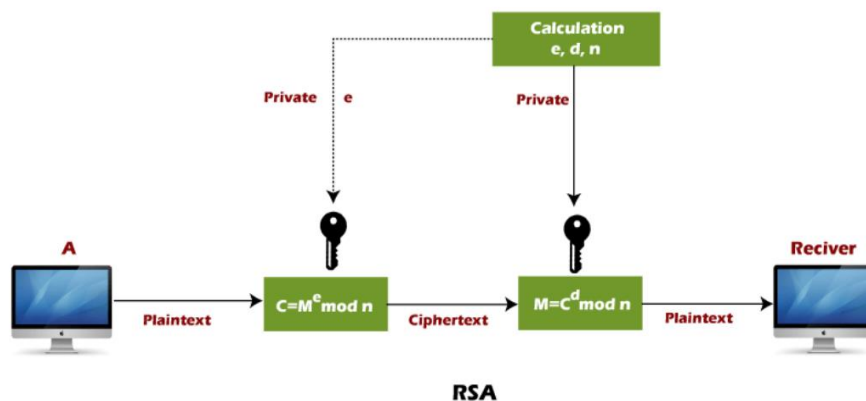 Calculation
e, d, n
Private e
Private
A
Reciver
C=M^e mod n
M=C^d mod n
Plaintext
Ciphertext
Plaintext
RSA